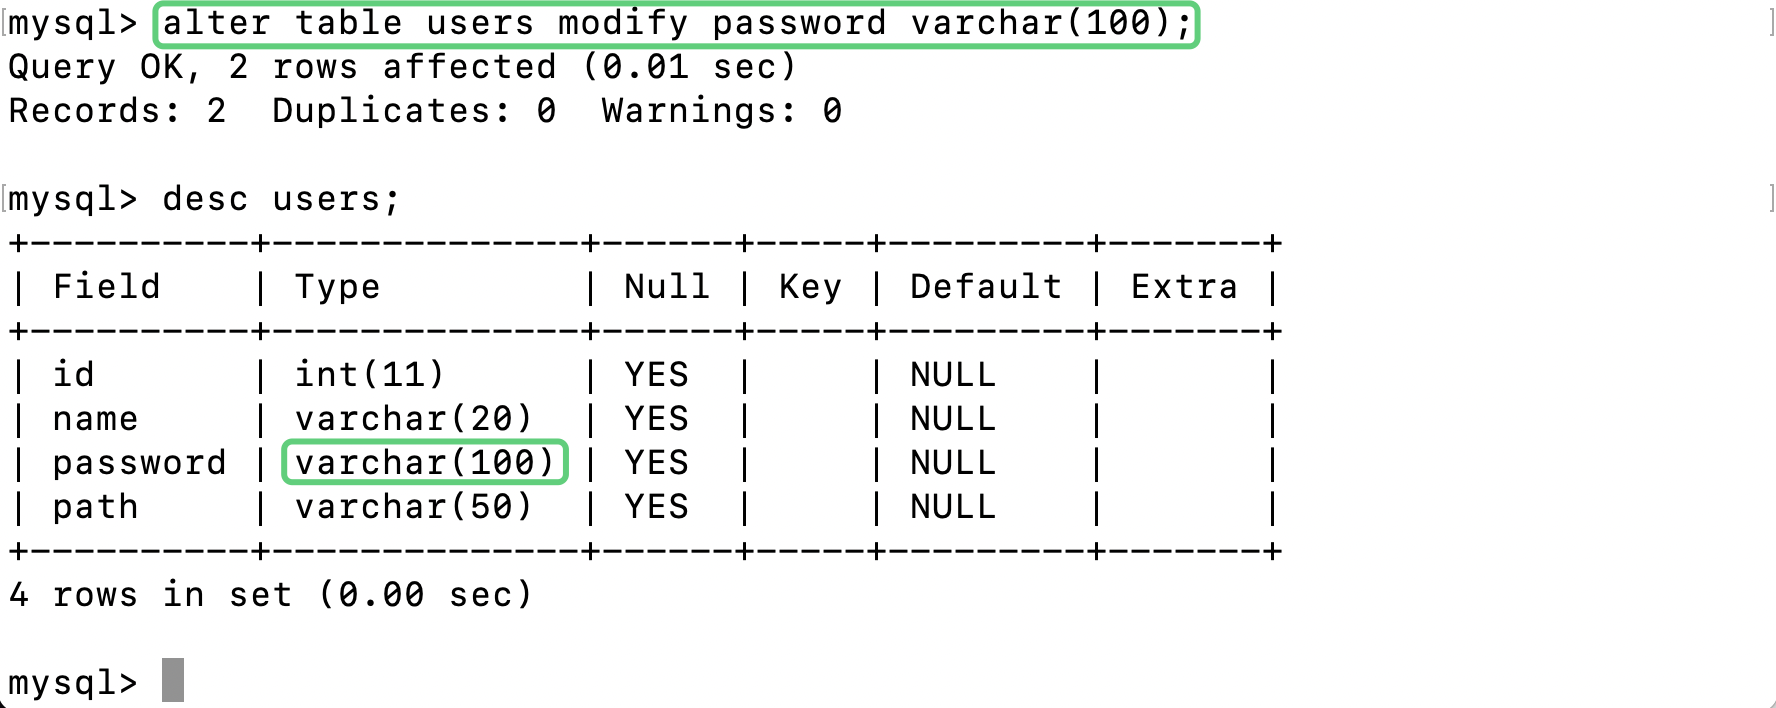 mysql> alter table users modify password varchar(100);
Query OK, 2 rows affected (0.01 sec)
Records: 2  Duplicates: 0  Warnings: 0

mysql> desc users;
+----------+--------------+------+-----+---------+-------+
| Field    | Type         | Null | Key | Default | Extra |
+----------+--------------+------+-----+---------+-------+
| id       | int(11)      | YES  |     | NULL    |       |
| name     | varchar(20)  | YES  |     | NULL    |       |
| password | varchar(100) | YES  |     | NULL    |       |
| path     | varchar(50)  | YES  |     | NULL    |       |
+----------+--------------+------+-----+---------+-------+
4 rows in set (0.00 sec)

mysql>